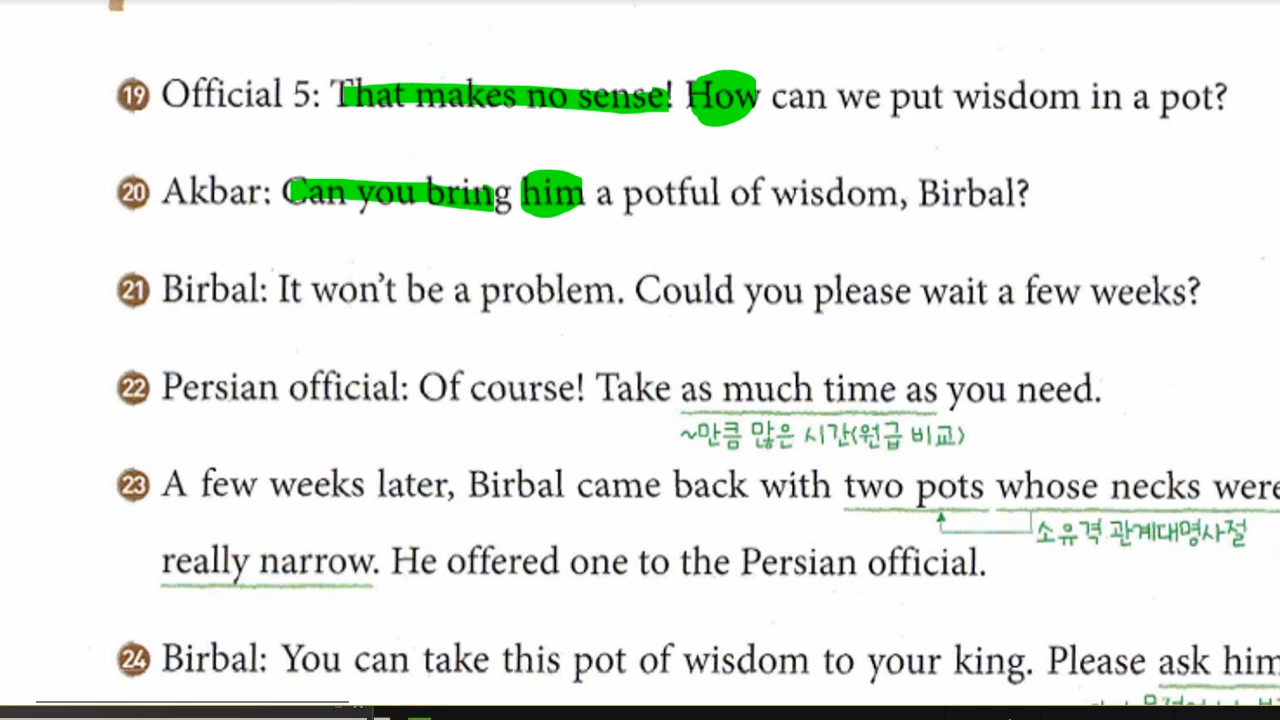 19 Official 5: That makes no sense! How can we put wisdom in a pot?
20 Akbar: Can you bring him a potful of wisdom, Birbal?
21 Birbal: It won't be a problem. Could you please wait a few weeks?
22 Persian official: Of course! Take as much time as you need.
~만큼 많은 시간(원급 비교)
23 A few weeks later, Birbal came back with two pots whose necks were
소유격 관계대명사절
really narrow. He offered one to the Persian official.
24 Birbal: You can take this pot of wisdom to your king. Please ask him